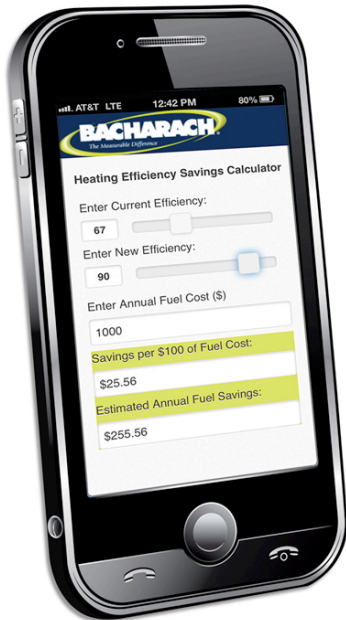 AT&T LTE 12:42 PM 80%
BACHARACH
The Measurable Difference
Heating Efficiency Savings Calculator
Enter Current Efficiency:
67
Enter New Efficiency:
90
Enter Annual Fuel Cost ($)
1000
Savings per $100 of Fuel Cost:
$25.56
Estimated Annual Fuel Savings:
$255.56